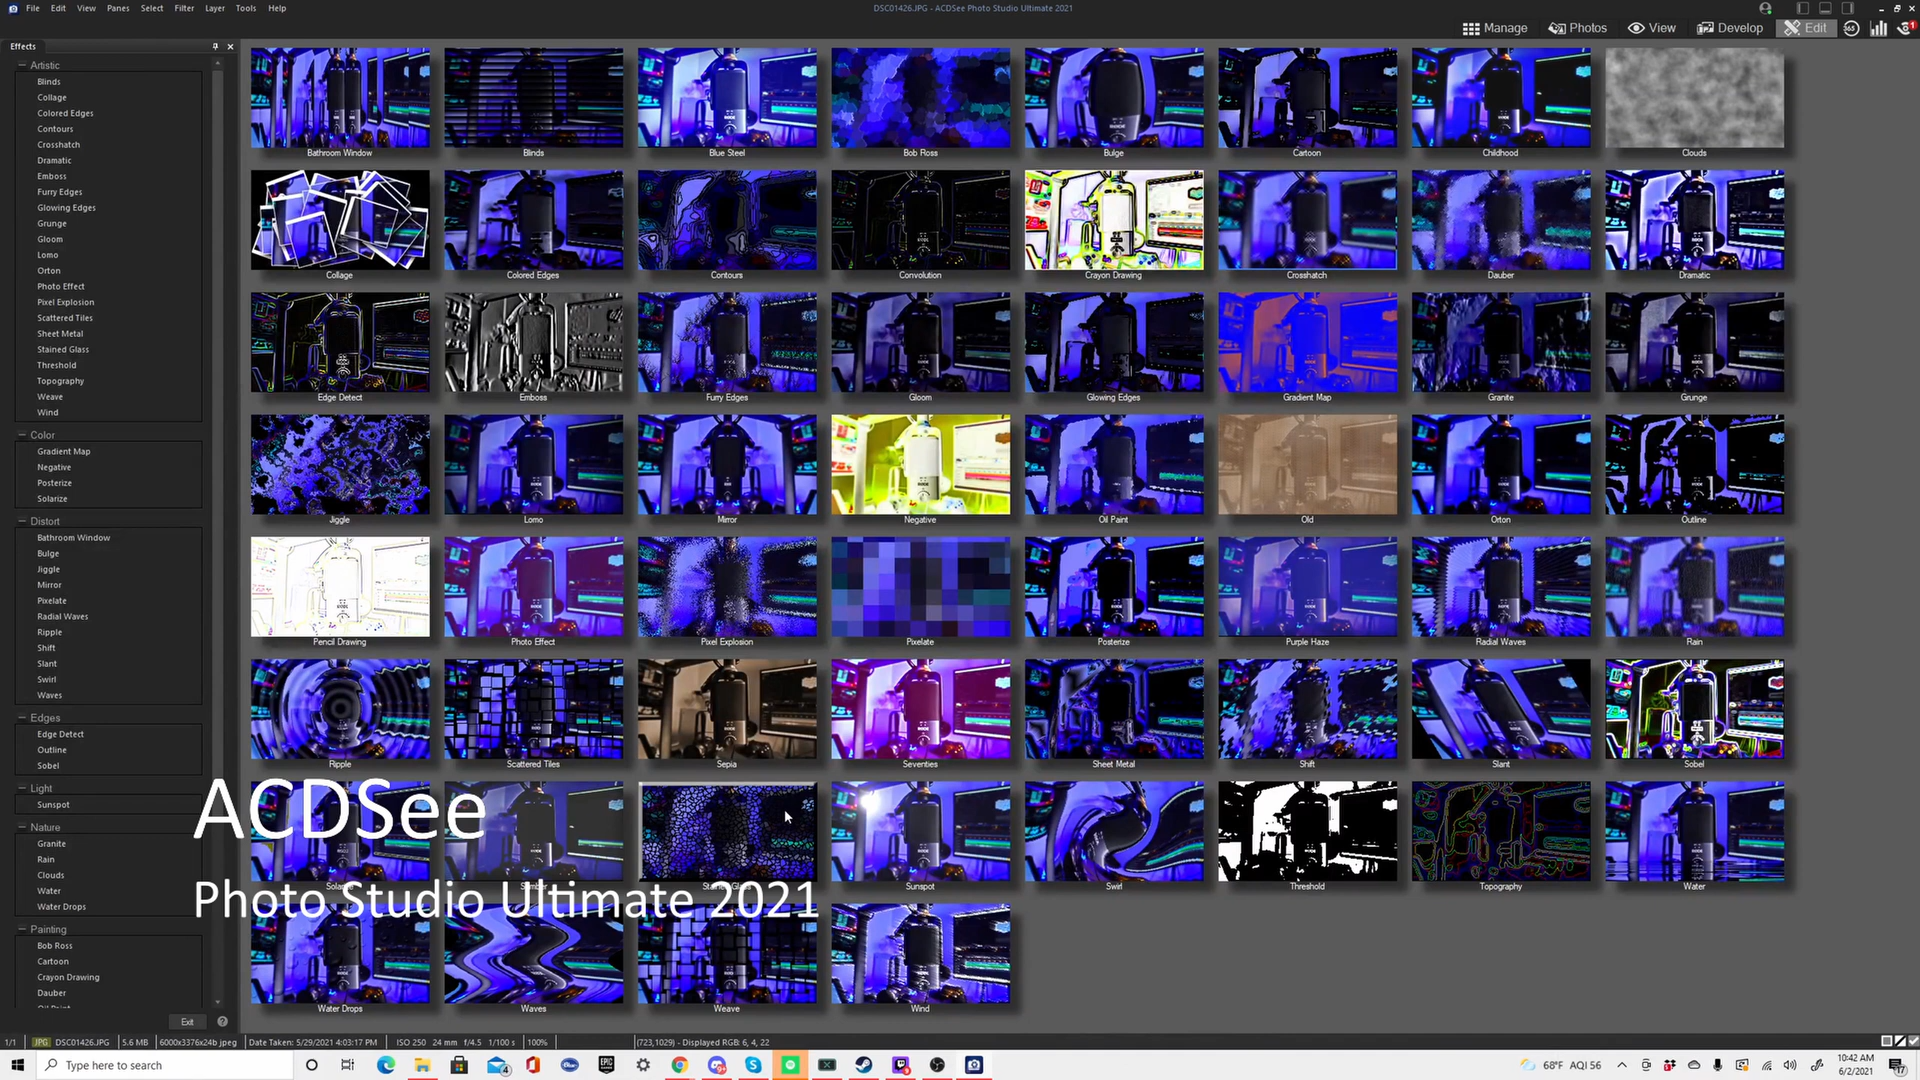 File Edit View Panes Select Filter Layer Tools Help
DSC01426.JPG - ACDSee Photo Studio Ultimate 2021
Manage Photos View Develop Edit 365
Effects
Artistic
Blinds
Collage
Colored Edges
Contours
Crosshatch
Dramatic
Emboss
Furry Edges
Glowing Edges
Grunge
Gloom
Lomo
Orton
Photo Effect
Pixel Explosion
Scattered Tiles
Sheet Metal
Stained Glass
Threshold
Topography
Weave
Wind
Color
Gradient Map
Negative
Posterize
Solarize
Distort
Bathroom Window
Bulge
Jiggle
Mirror
Pixelate
Radial Waves
Ripple
Shift
Slant
Swirl
Waves
Edges
Edge Detect
Outline
Sobel
Light
Sunspot
Nature
Granite
Rain
Clouds
Water
Water Drops
Painting
Bob Ross
Cartoon
Crayon Drawing
Dauber
Oil Paint
Exit
Bathroom Window Blinds Blue Steel Bob Ross Bulge Cartoon Childhood Clouds
Collage Colored Edges Contours Convolution Crayon Drawing Crosshatch Dauber Dramatic
Edge Detect Emboss Furry Edges Gloom Glowing Edges Gradient Map Granite Grunge
Jiggle Lomo Mirror Negative Oil Paint Old Orton Outline
Pencil Drawing Photo Effect Pixel Explosion Pixelate Posterize Purple Haze Radial Waves Rain
Ripple Scattered Tiles Sepia Seventies Sheet Metal Shift Slant Sobel
ACDSee
Solarize Somber Stained Glass Sunspot Swirl Threshold Topography Water
Photo Studio Ultimate 2021
Water Drops Waves Weave Wind
1/1 JPG DSC01426.JPG 5.6 MB 6000x3376x24b jpeg Date Taken: 5/29/2021 4:03:17 PM ISO 250 24 mm f/4.5 1/100 s 100% (723,1029) - Displayed RGB: 6, 4, 22
Type here to search
68°F AQI 56
10:42 AM
6/2/2021